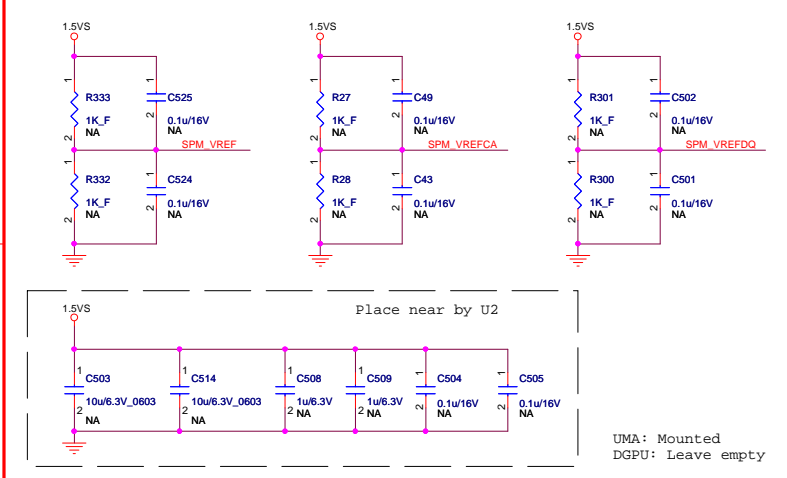 1.5VS 1.5VS 1.5VS
1 1 1 1 1 1
R333 C525 R27 C49 R301 C502
1K_F 0.1u/16V 1K_F 0.1u/16V 1K_F 0.1u/16V
2 NA 2 NA 2 NA 2 NA 2 NA 2 NA
SPM_VREF SPM_VREFCA SPM_VREFDQ
1 1 1 1 1 1
R332 C524 R28 C43 R300 C501
1K_F 0.1u/16V 1K_F 0.1u/16V 1K_F 0.1u/16V
2 NA 2 NA 2 NA 2 NA 2 NA 2 NA
1.5VS Place near by U2
1 1 1 1 1 1
C503 C514 C508 C509 C504 C505
10u/6.3V_0603 10u/6.3V_0603 1u/6.3V 1u/6.3V 0.1u/16V 0.1u/16V
2 NA 2 NA 2 NA 2 NA 2 NA 2 NA
UMA: Mounted
DGPU: Leave empty